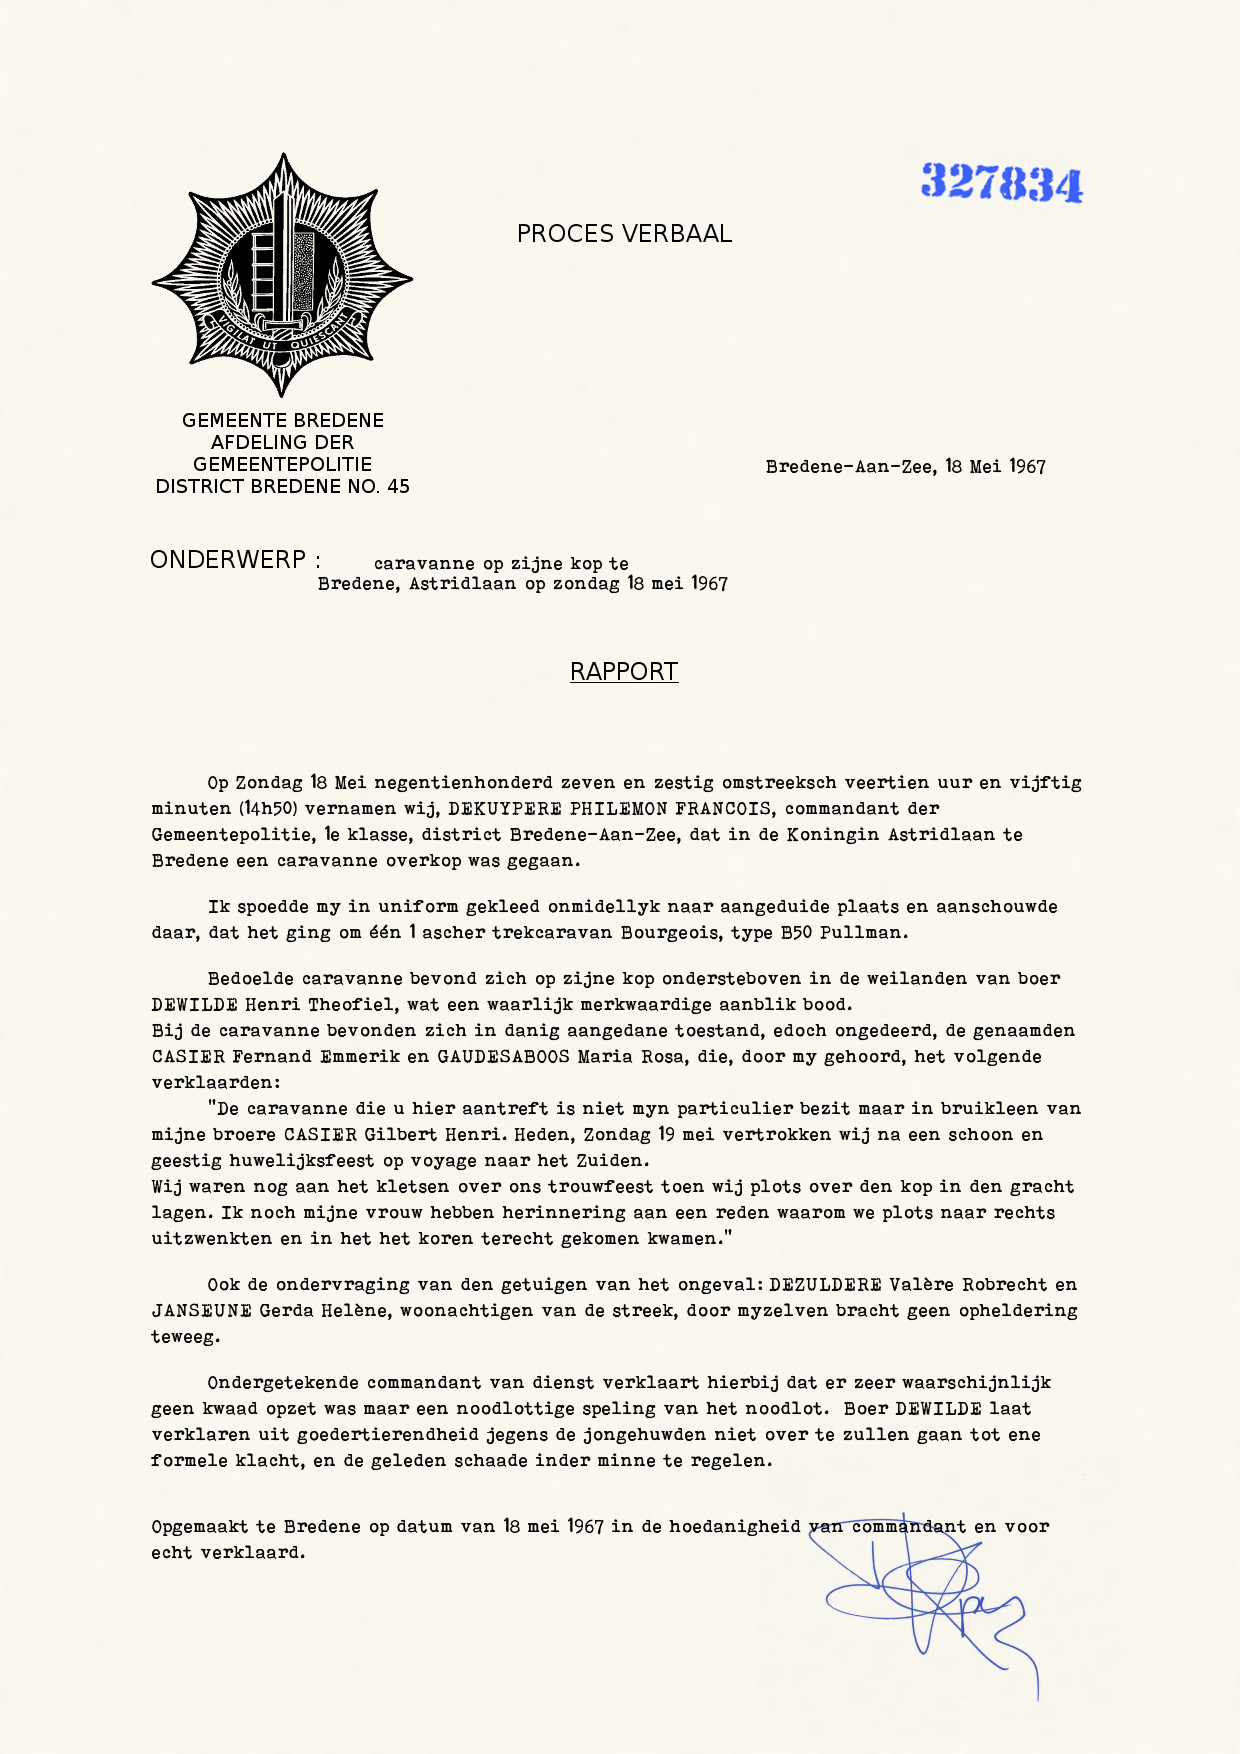 327834
PROCES VERBAAL
VIGILAT UT QUIESCANT
GEMEENTE BREDENE
AFDELING DER
GEMEENTEPOLITIE
DISTRICT BREDENE NO. 45
Bredene-Aan-Zee, 18 Mei 1967
ONDERWERP : caravanne op zijne kop te
Bredene, Astridlaan op zondag 18 mei 1967
RAPPORT
Op Zondag 18 Mei negentienhonderd zeven en zestig omstreeksch veertien uur en vijftig
minuten (14h50) vernamen wij, DEKUYPERE PHILEMON FRANCOIS, commandant der
Gemeentepolitie, 1e klasse, district Bredene-Aan-Zee, dat in de Koningin Astridlaan te
Bredene een caravanne overkop was gegaan.
Ik spoedde my in uniform gekleed onmidellyk naar aangeduide plaats en aanschouwde
daar, dat het ging om één 1 ascher trekcaravan Bourgeois, type B50 Pullman.
Bedoelde caravanne bevond zich op zijne kop ondersteboven in de weilanden van boer
DEWILDE Henri Theofiel, wat een waarlijk merkwaardige aanblik bood.
Bij de caravanne bevonden zich in danig aangedane toestand, edoch ongedeerd, de genaamden
CASIER Fernand Emmerik en GAUDESABOOS Maria Rosa, die, door my gehoord, het volgende
verklaarden:
"De caravanne die u hier aantreft is niet myn particulier bezit maar in bruikleen van
mijne broere CASIER Gilbert Henri. Heden, Zondag 19 mei vertrokken wij na een schoon en
geestig huwelijksfeest op voyage naar het Zuiden.
Wij waren nog aan het kletsen over ons trouwfeest toen wij plots over den kop in den gracht
lagen. Ik noch mijne vrouw hebben herinnering aan een reden waarom we plots naar rechts
uitzwenkten en in het het koren terecht gekomen kwamen."
Ook de ondervraging van den getuigen van het ongeval: DEZULDERE Valère Robrecht en
JANSEUNE Gerda Helène, woonachtigen van de streek, door myzelven bracht geen opheldering
teweeg.
Ondergetekende commandant van dienst verklaart hierbij dat er zeer waarschijnlijk
geen kwaad opzet was maar een noodlottige speling van het noodlot. Boer DEWILDE laat
verklaren uit goedertierendheid jegens de jongehuwden niet over te zullen gaan tot ene
formele klacht, en de geleden schaade inder minne te regelen.
Opgemaakt te Bredene op datum van 18 mei 1967 in de hoedanigheid van commandant en voor
echt verklaard.